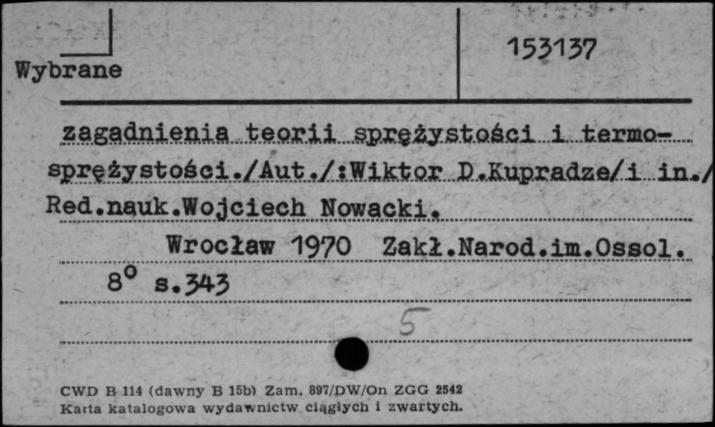 153137
Wybrane
zagadnienia teorii sprężystości i termo-
sprężystości./Aut./:Wiktor D.Kupradze/i in./
Red.nauk.Wojciech Nowacki.
Wrocław 1970 Zakł.Narod.im.Ossol.
8° s.343
5
CWD B 114 (dawny B 15b) Zam. 897/DW/On ZGG 2542
Karta katalogowa wydawnictw ciągłych i zwartych.